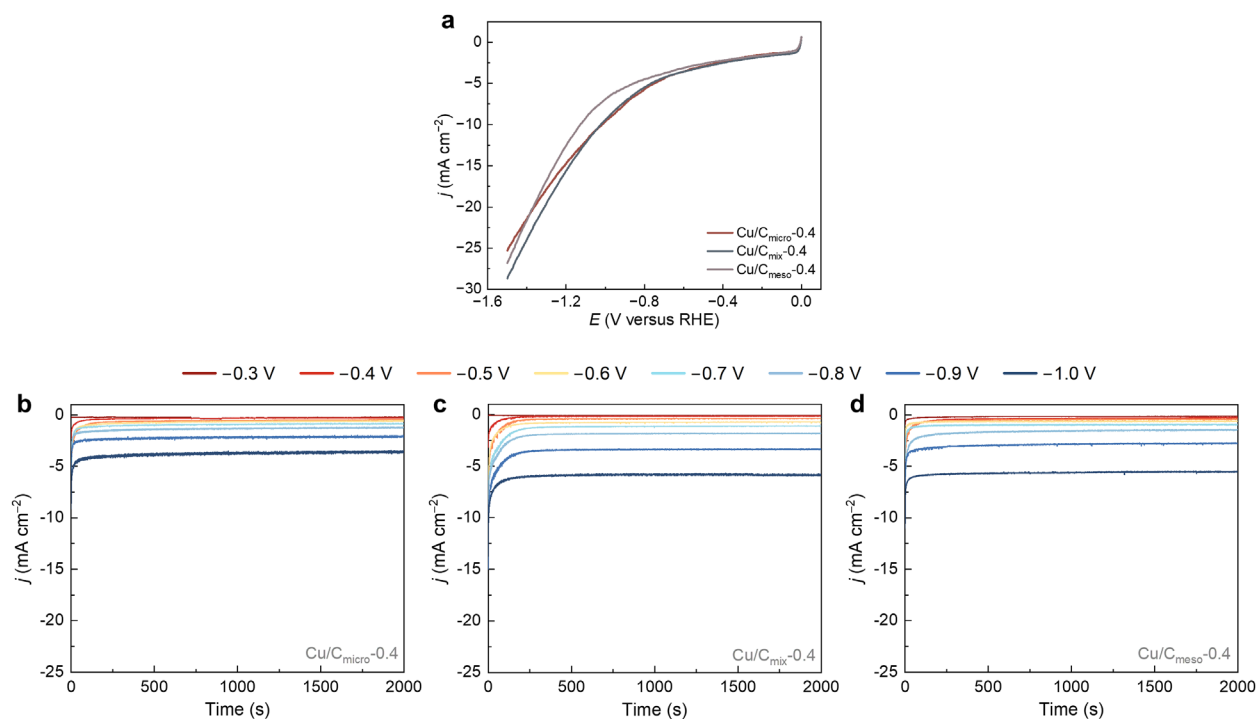 a
0
−5
−10
−15
−20
−25
−30
j (mA cm⁻²)
Cu/Cmicro-0.4
Cu/Cmix-0.4
Cu/Cmeso-0.4
−1.6 −1.2 −0.8 −0.4 0.0
E (V versus RHE)
−0.3 V −0.4 V −0.5 V −0.6 V −0.7 V −0.8 V −0.9 V −1.0 V
b
0
-5
-10
-15
-20
-25
j (mA cm⁻²)
Cu/Cmicro-0.4
0 500 1000 1500 2000
Time (s)
c
0
-5
-10
-15
-20
-25
j (mA cm⁻²)
Cu/Cmix-0.4
0 500 1000 1500 2000
Time (s)
d
0
-5
-10
-15
-20
-25
j (mA cm⁻²)
Cu/Cmeso-0.4
0 500 1000 1500 2000
Time (s)